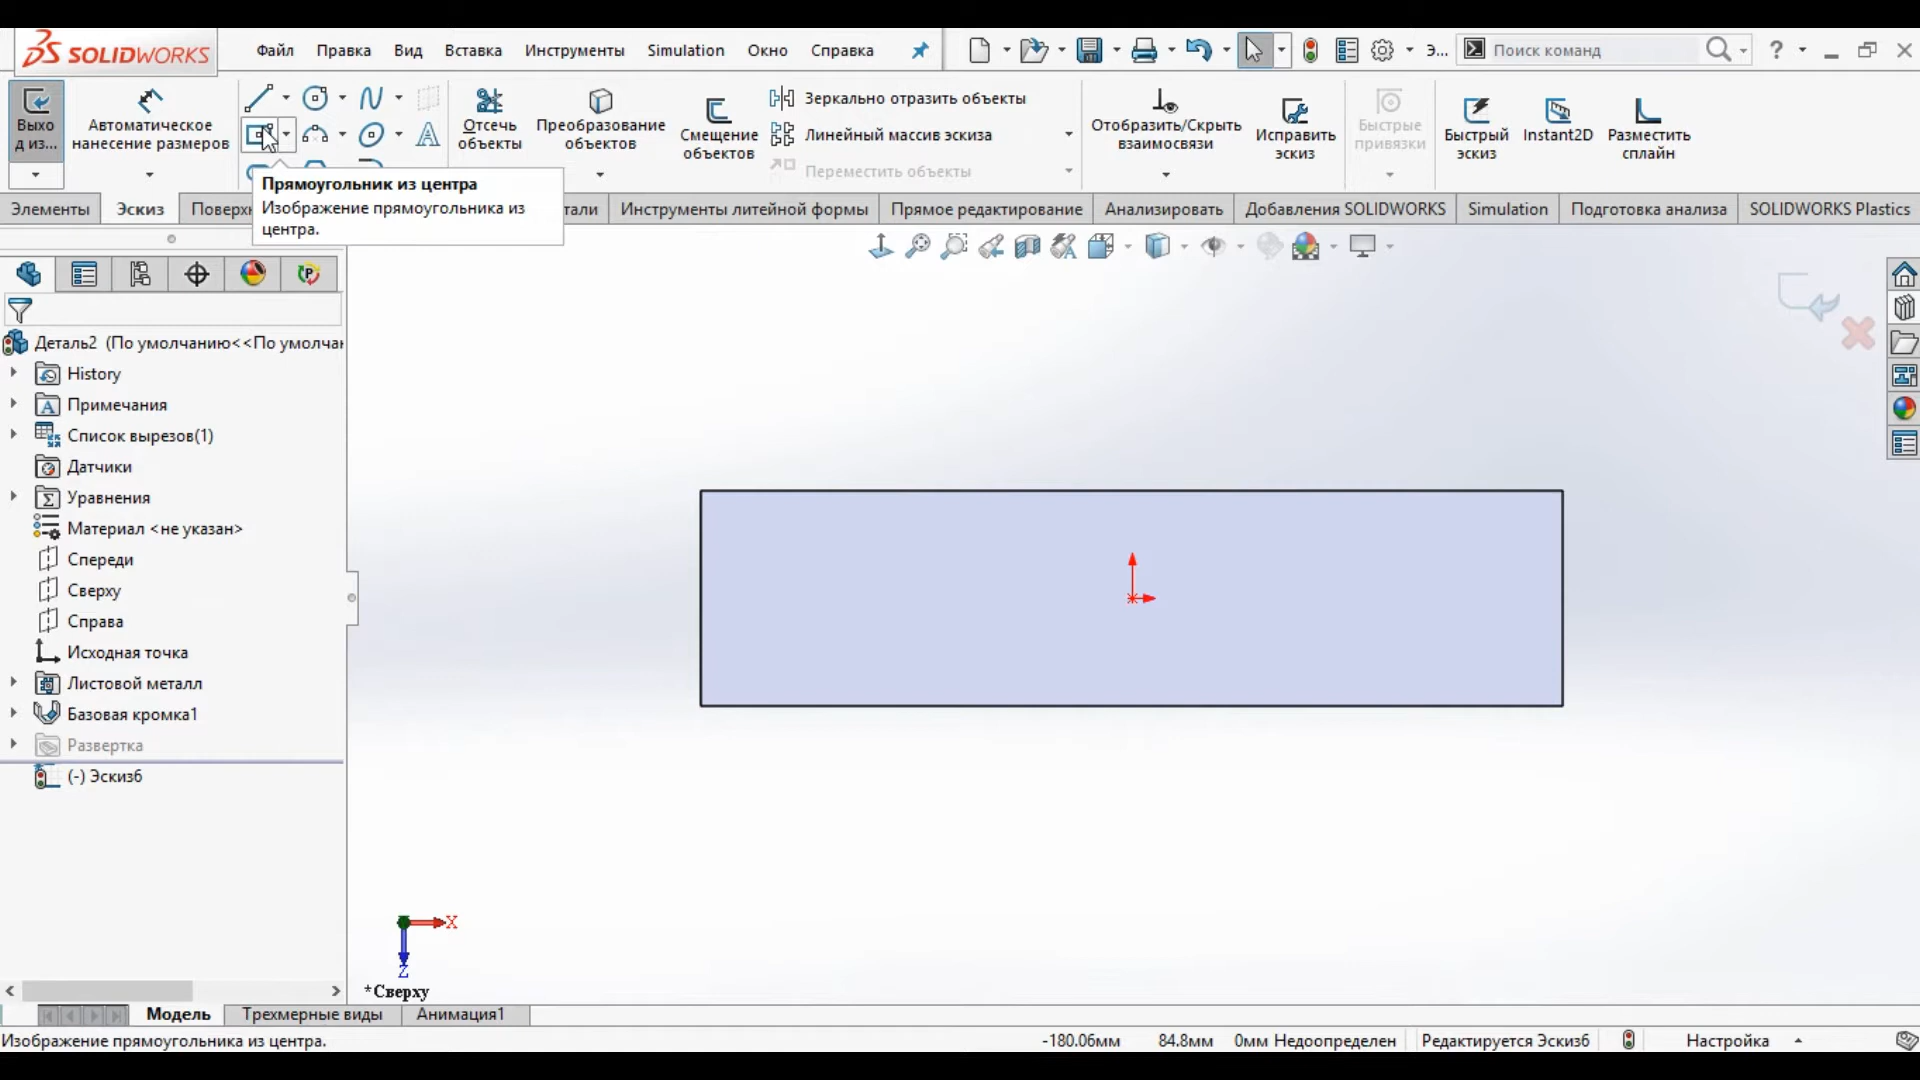 SOLIDWORKS
Файл Правка Вид Вставка Инструменты Simulation Окно Справка
Э...
Поиск команд
?
Выхо
д из...
Автоматическое
нанесение размеров
Отсечь
объекты
Преобразование
объектов
Смещение
объектов
Зеркально отразить объекты
Линейный массив эскиза
Переместить объекты
Отобразить/Скрыть
взаимосвязи
Исправить
эскиз
Быстрые
привязки
Быстрый
эскиз
Instant2D
Разместить
сплайн
Прямоугольник из центра
Изображение прямоугольника из
центра.
Элементы Эскиз Поверхн тали Инструменты литейной формы Прямое редактирование Анализировать Добавления SOLIDWORKS Simulation Подготовка анализа SOLIDWORKS Plastics
Деталь2 (По умолчанию<<По умолчан
History
Примечания
Список вырезов(1)
Датчики
Уравнения
Материал <не указан>
Спереди
Сверху
Справа
Исходная точка
Листовой металл
Базовая кромка1
Развертка
(-) Эскиз6
X
Z
*Сверху
Модель Трехмерные виды Анимация1
Изображение прямоугольника из центра.
-180.06мм 84.8мм 0мм Недоопределен Редактируется Эскиз6 Настройка